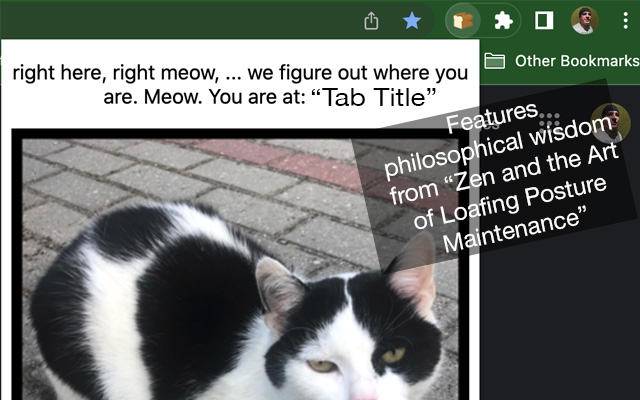 Other Bookmarks
right here, right meow, ... we figure out where you
are. Meow. You are at: “Tab Title”
Features
philosophical wisdom
from “Zen and the Art
of Loafing Posture
Maintenance”